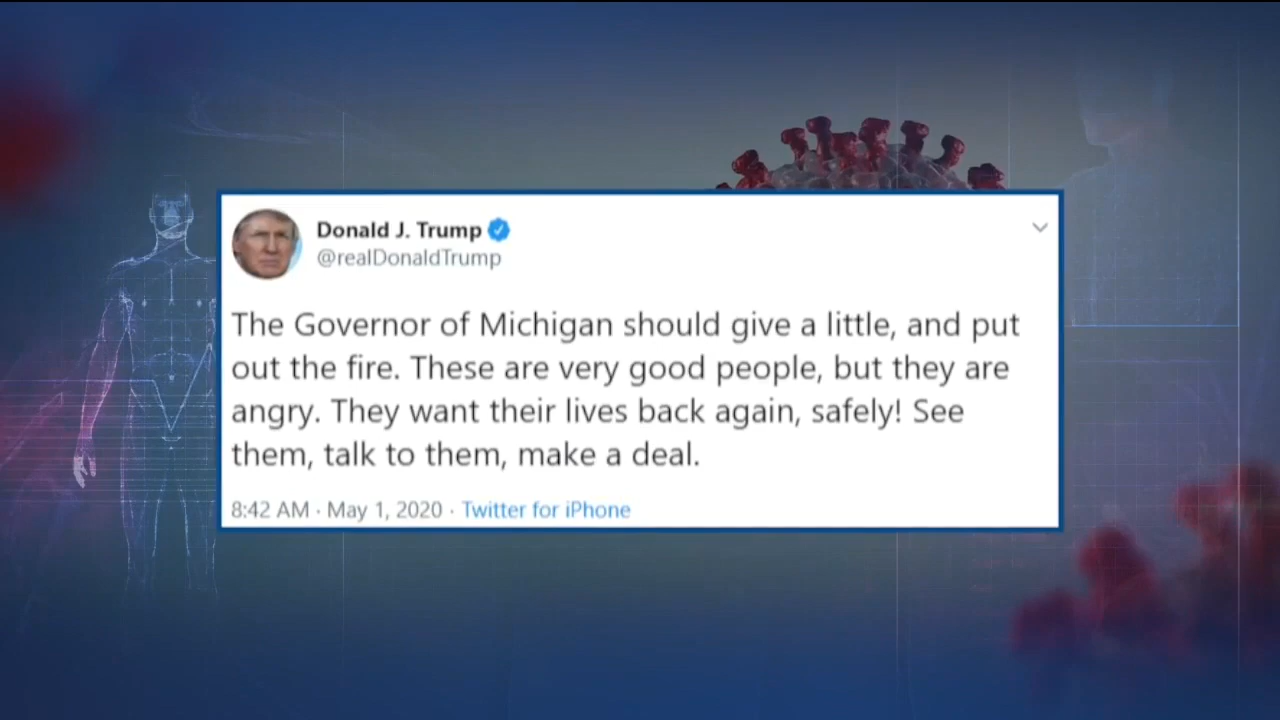 Donald J. Trump
@realDonaldTrump
The Governor of Michigan should give a little, and put
out the fire. These are very good people, but they are
angry. They want their lives back again, safely! See
them, talk to them, make a deal.
8:42 AM · May 1, 2020 · Twitter for iPhone